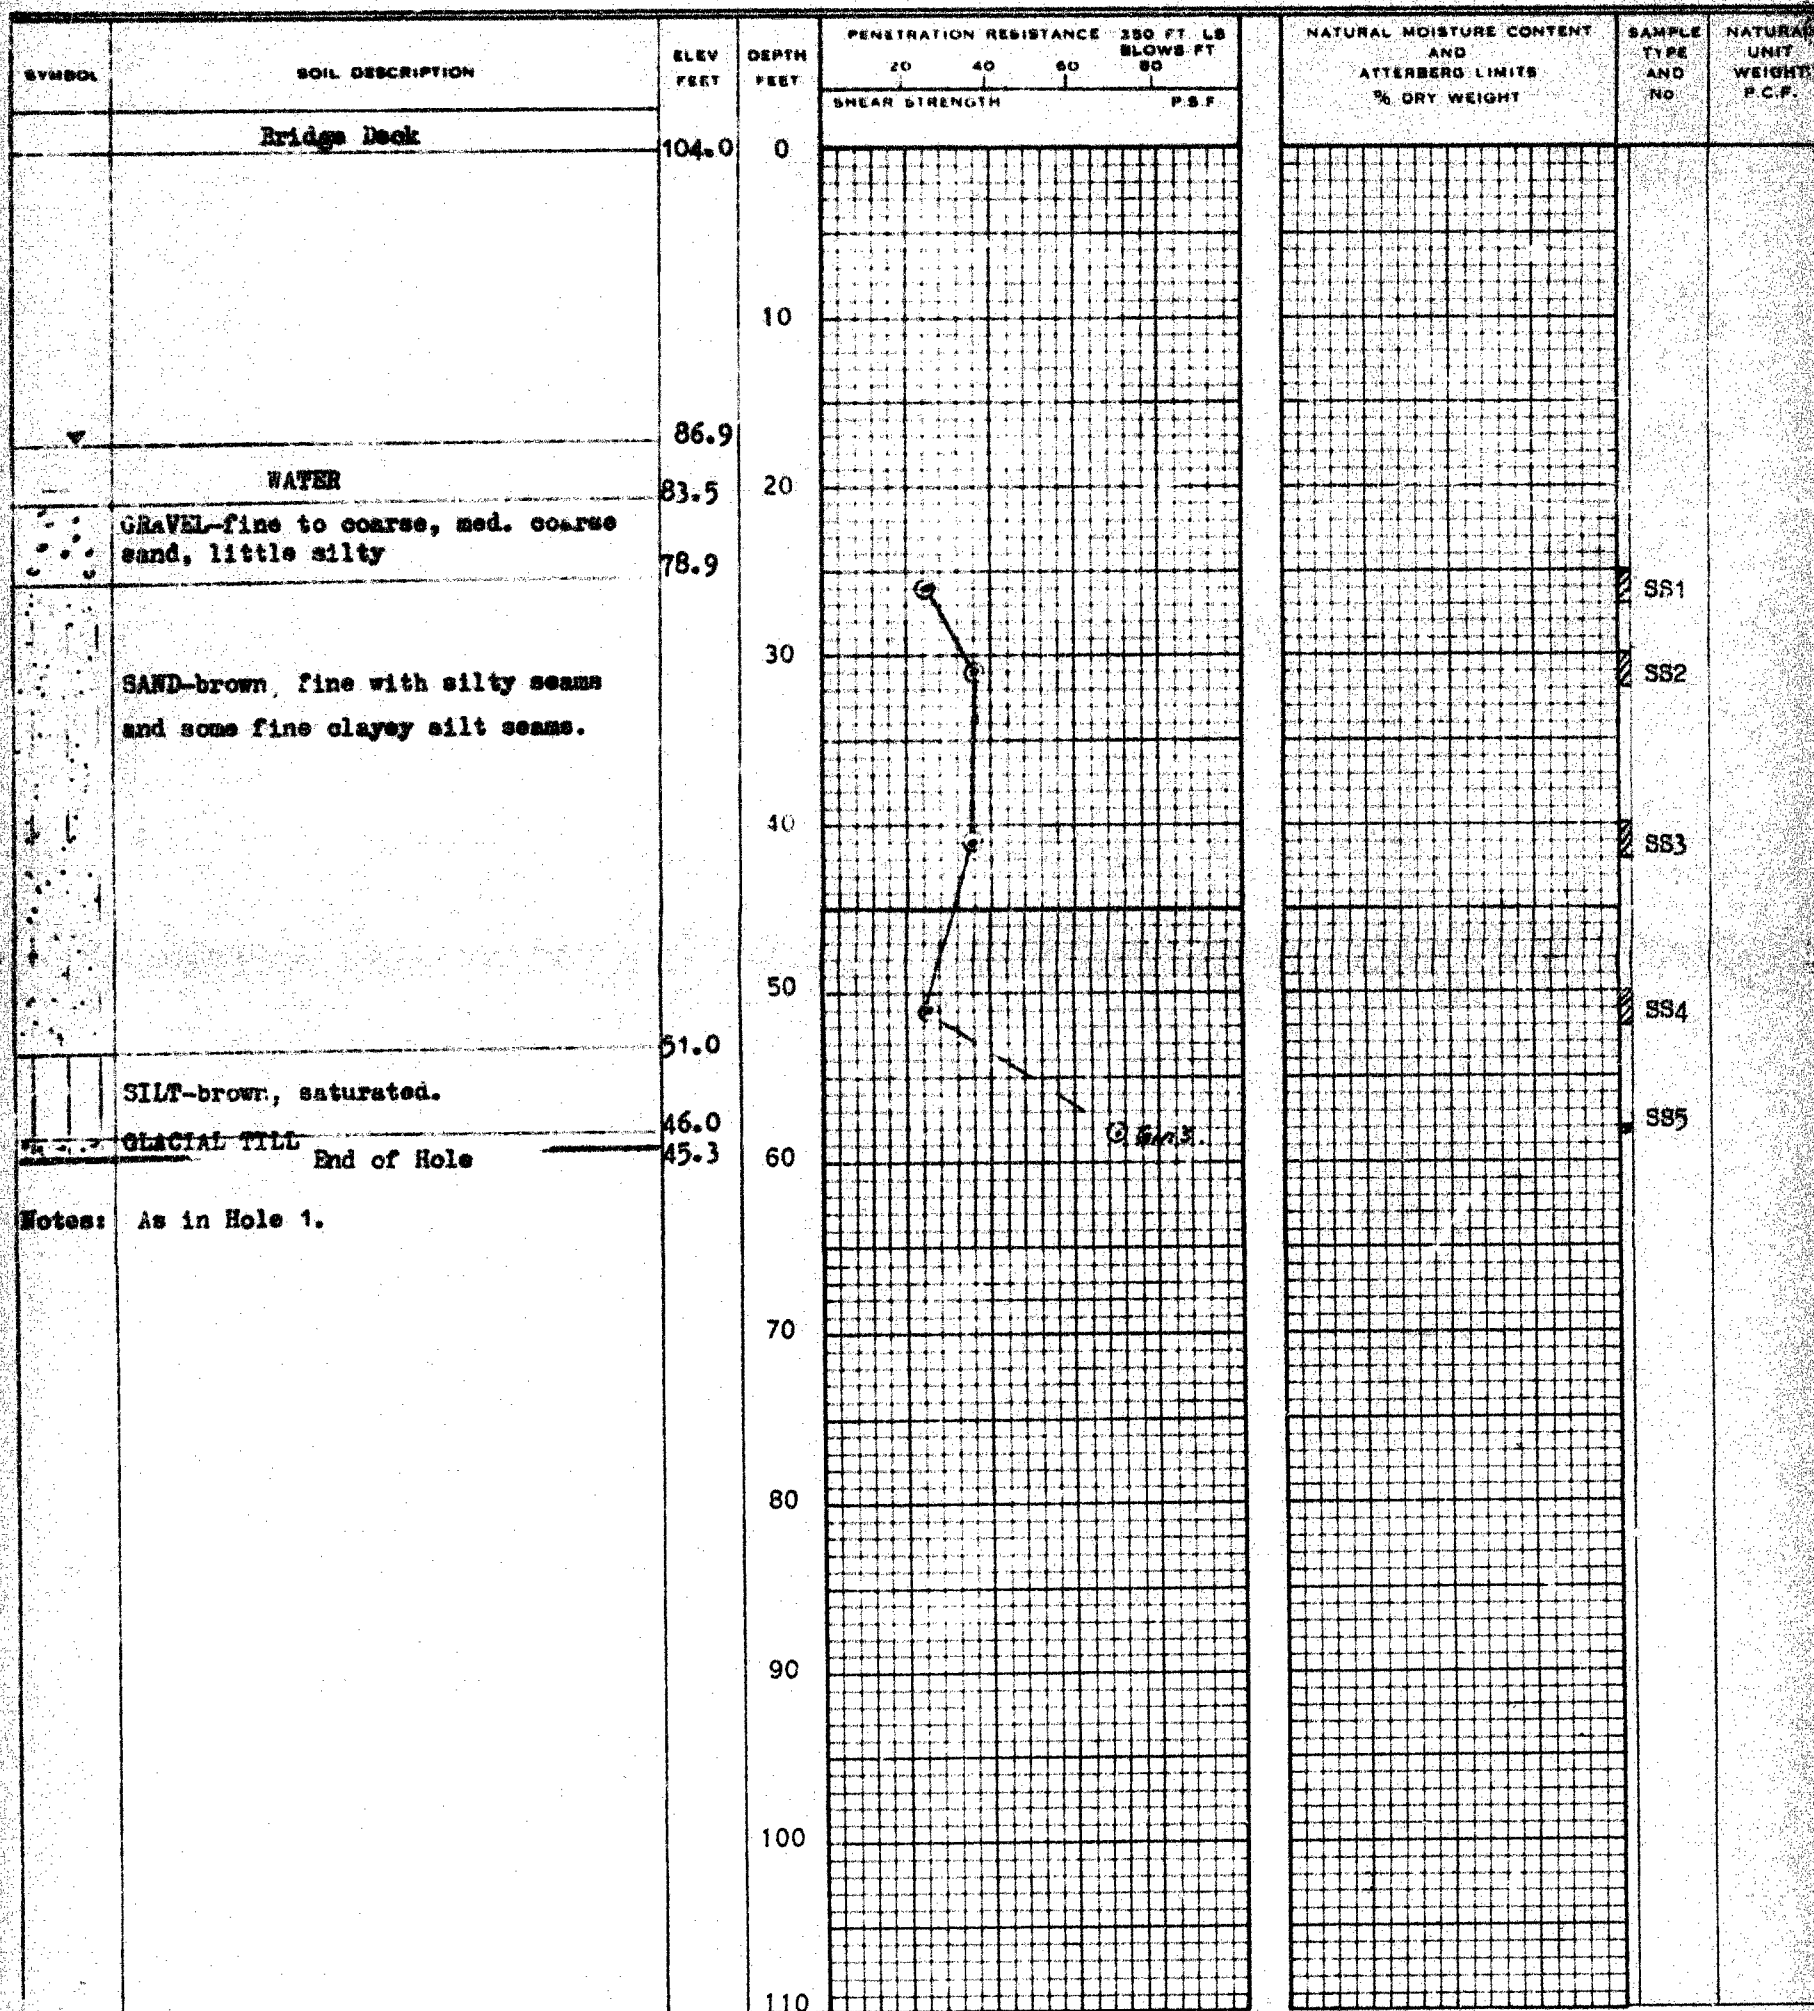 SYMBOL
SOIL DESCRIPTION
ELEV
FEET
DEPTH
FEET
PENETRATION RESISTANCE 350 FT LB
BLOWS FT
20 40 60 80
SHEAR STRENGTH P.S.F
NATURAL MOISTURE CONTENT
AND
ATTERBERG LIMITS
% DRY WEIGHT
SAMPLE
TYPE
AND
NO
NATURAL
UNIT
WEIGHT
P.C.F.
Bridge Deck
104.0 0
10
86.9
WATER
83.5 20
GRAVEL-fine to coarse, med. coarse
sand, little silty
78.9
SS1
30
SAND-brown, fine with silty seams
and some fine clayey silt seams.
SS2
40
SS3
50
SS4
51.0
SILT-brown, saturated.
46.0
SS5
GLACIAL TILL
End of Hole
45.3 60
Notes: As in Hole 1.
70
80
90
100
110